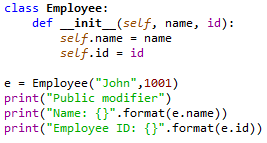 class Employee:
    def __init__(self, name, id):
        self.name = name
        self.id = id

e = Employee("John",1001)
print("Public modifier")
print("Name: {}".format(e.name))
print("Employee ID: {}".format(e.id))